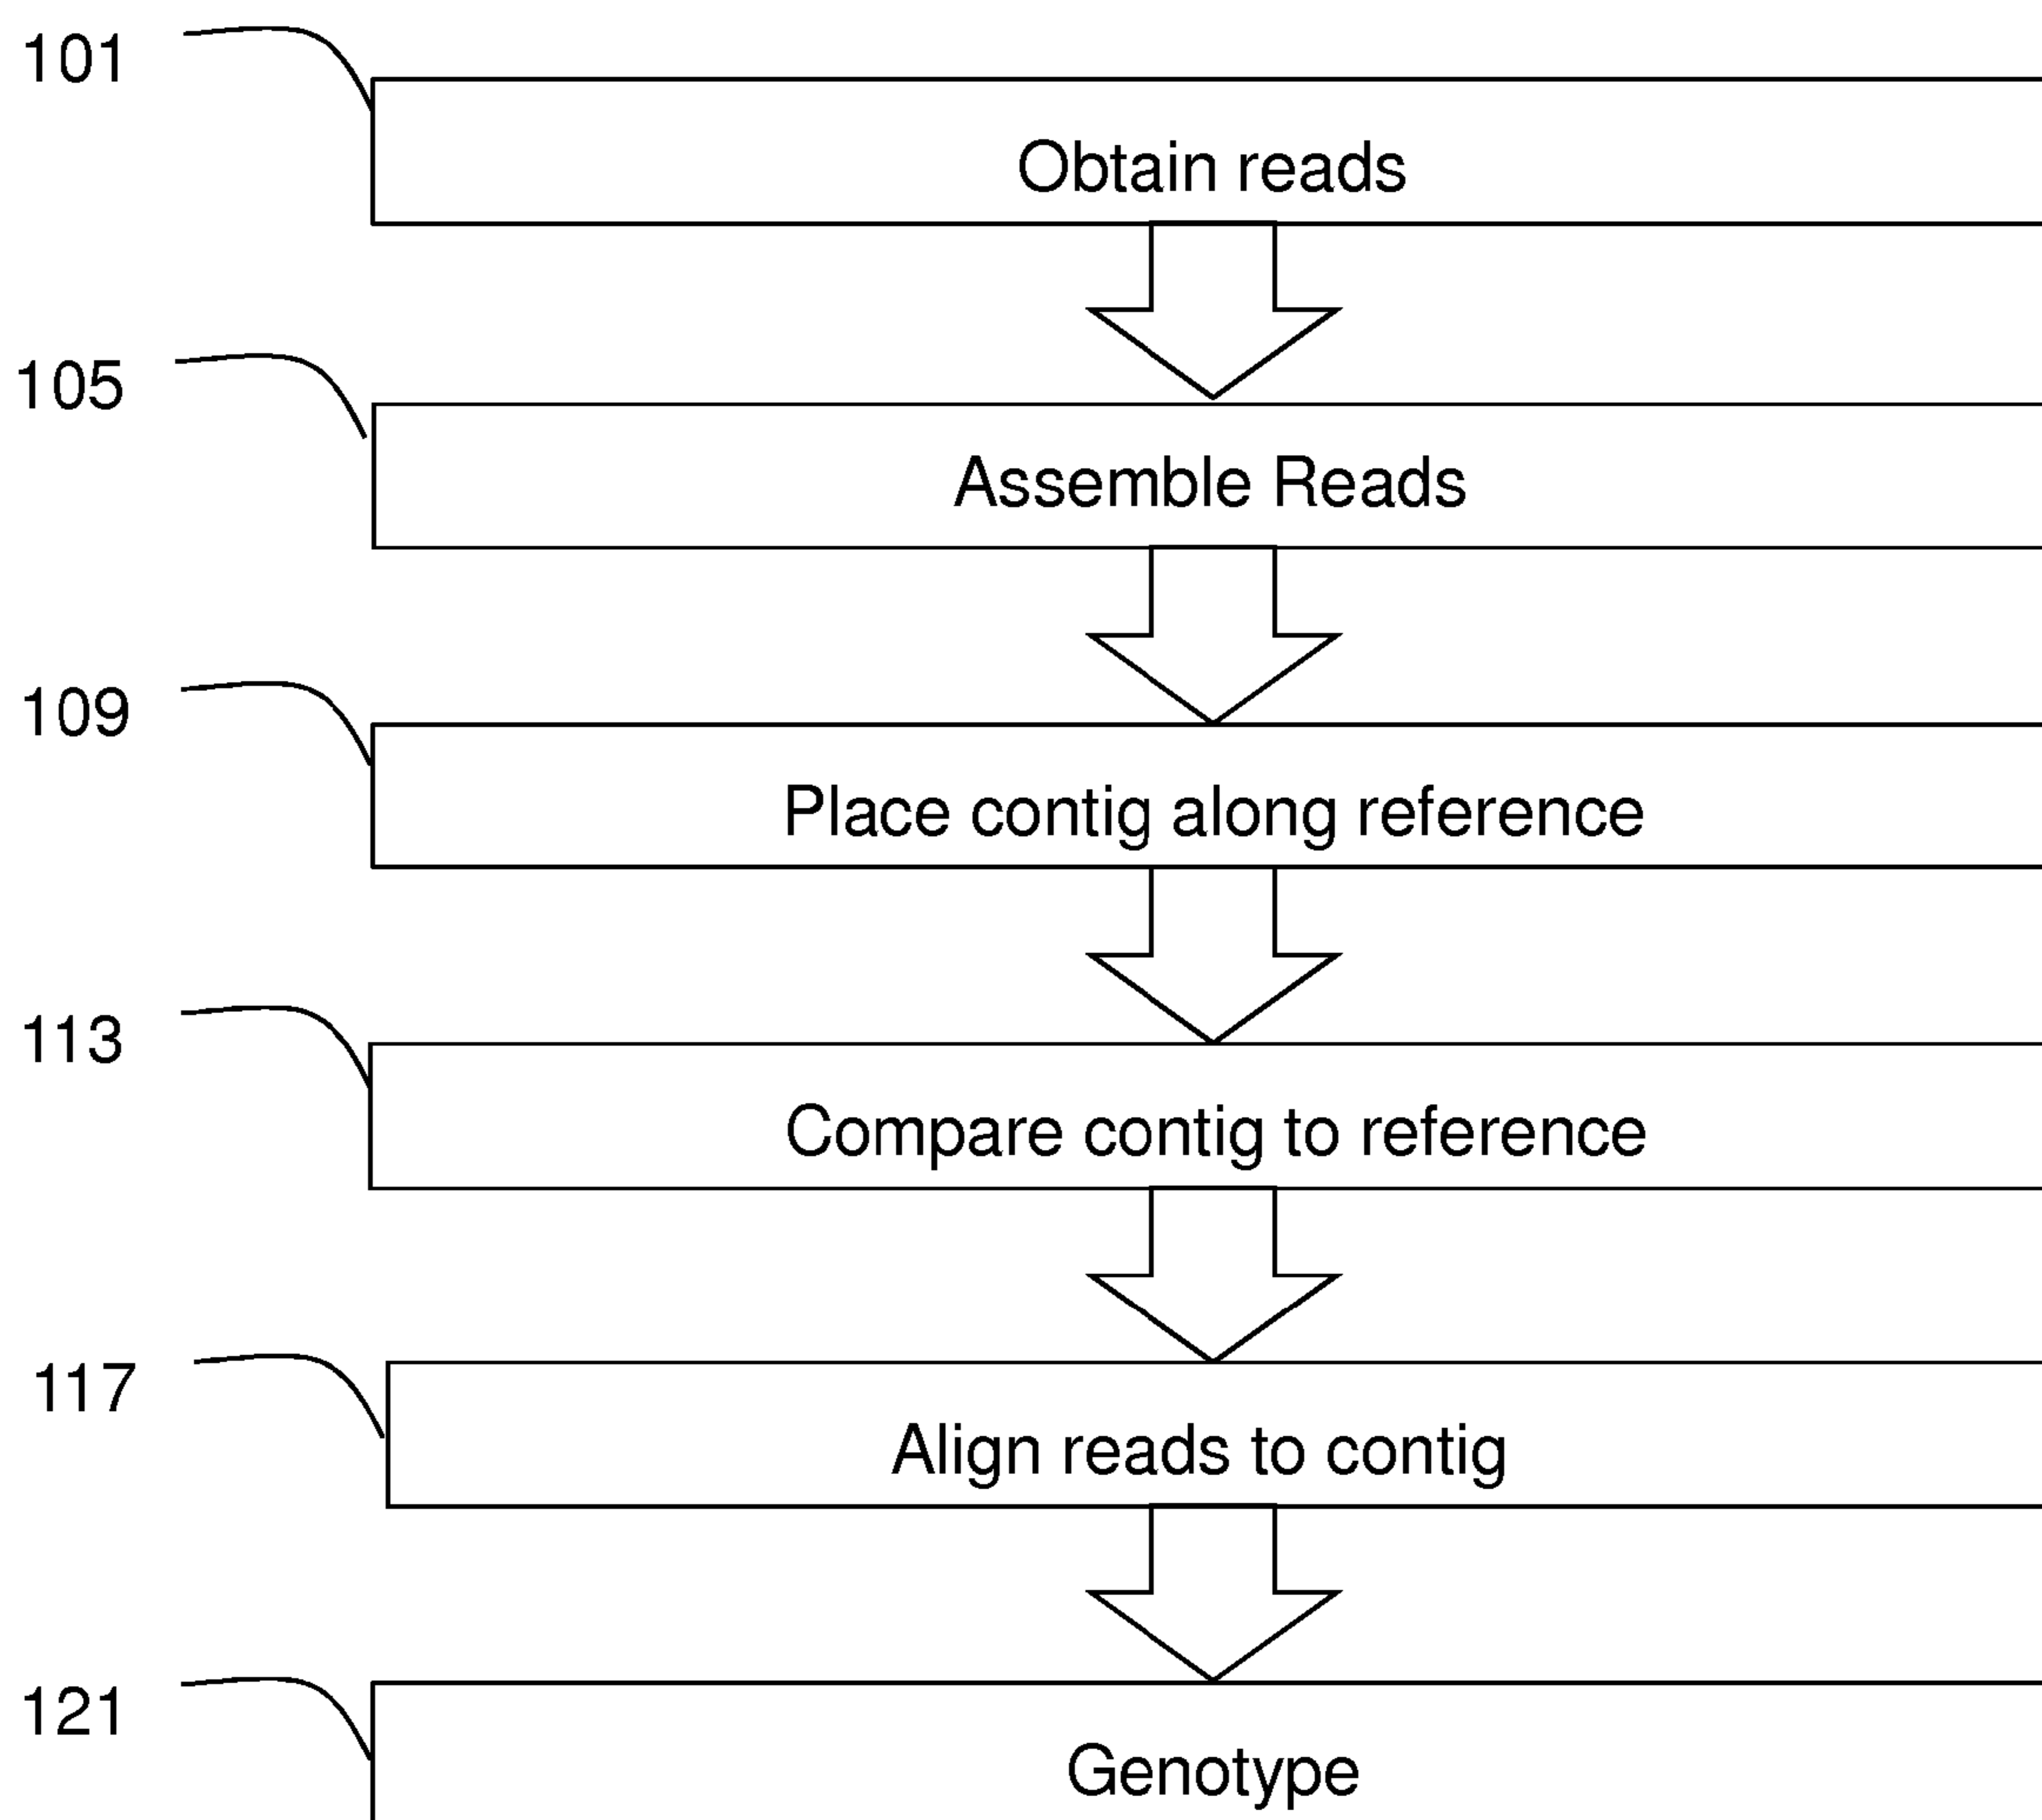 101
Obtain reads
105
Assemble Reads
109
Place contig along reference
113
Compare contig to reference
117
Align reads to contig
121
Genotype